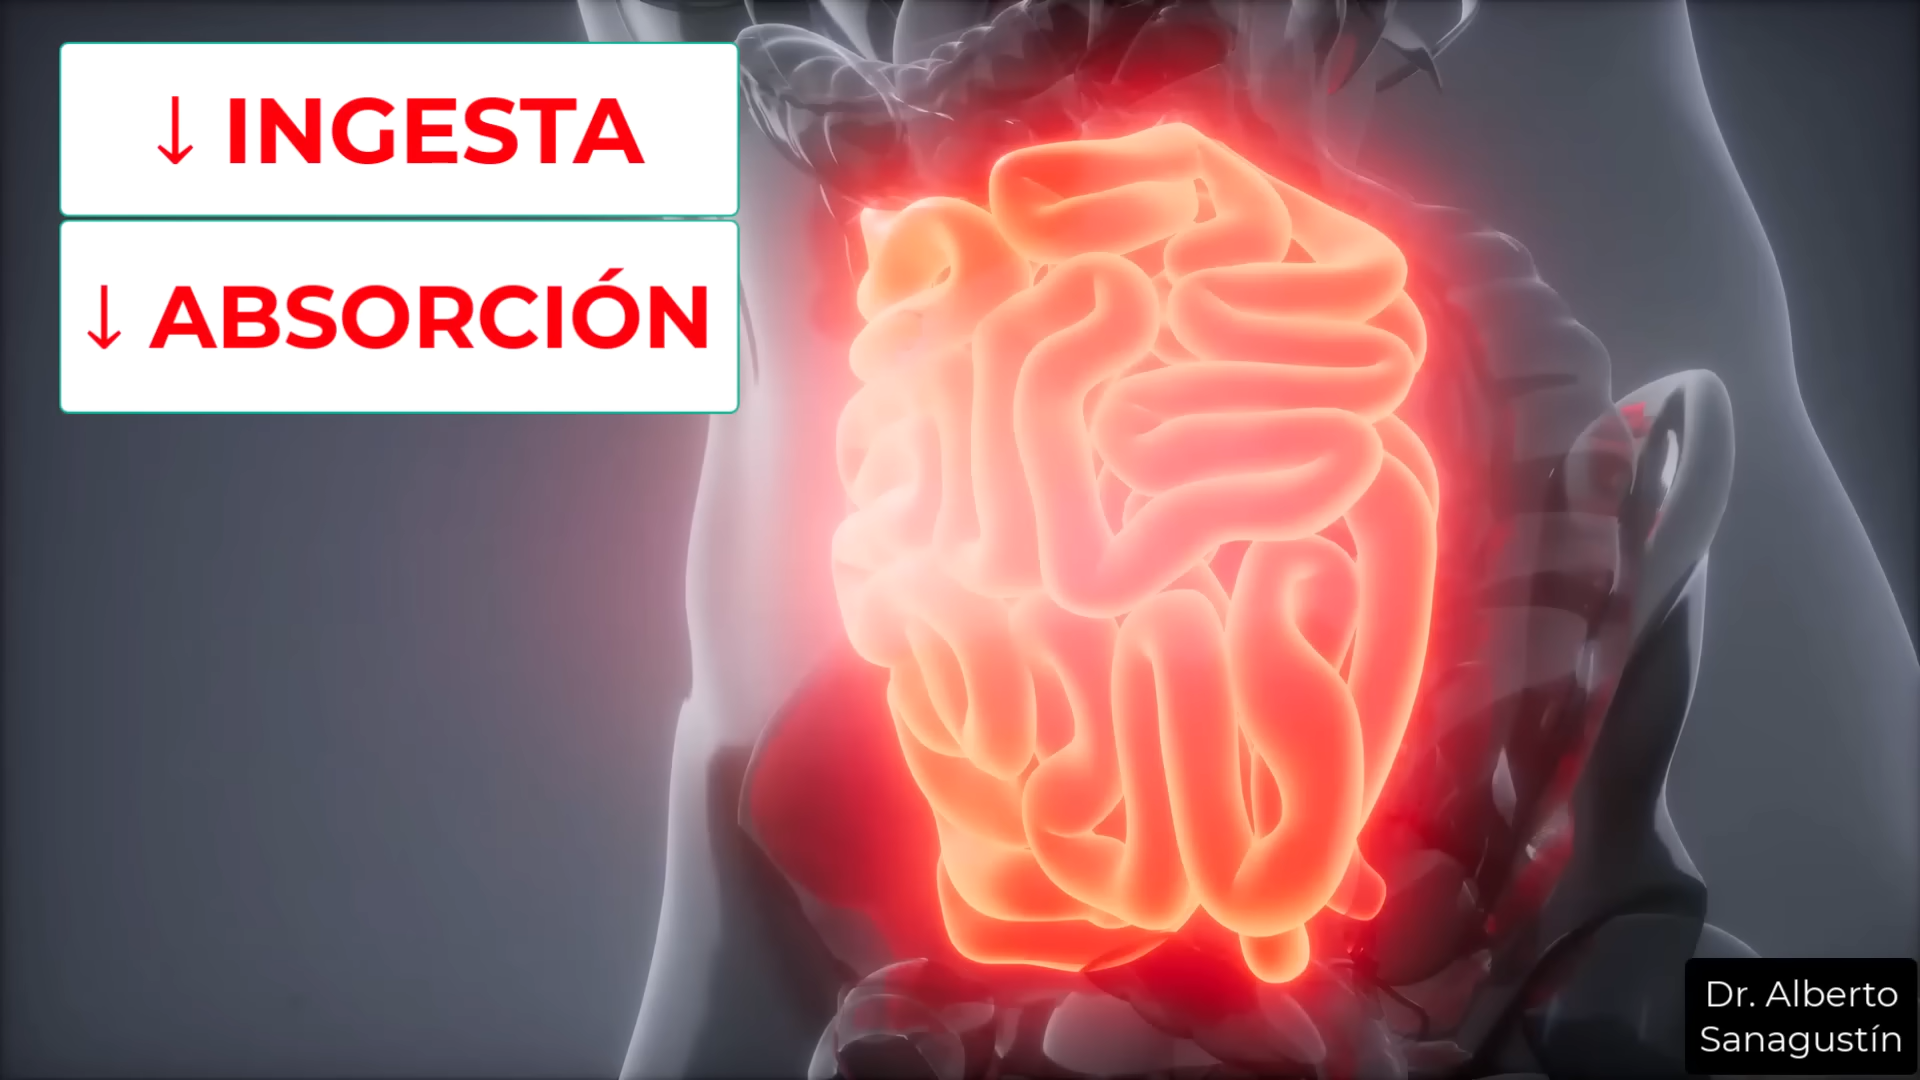 ↓ INGESTA
↓ ABSORCIÓN
Dr. Alberto
Sanagustín